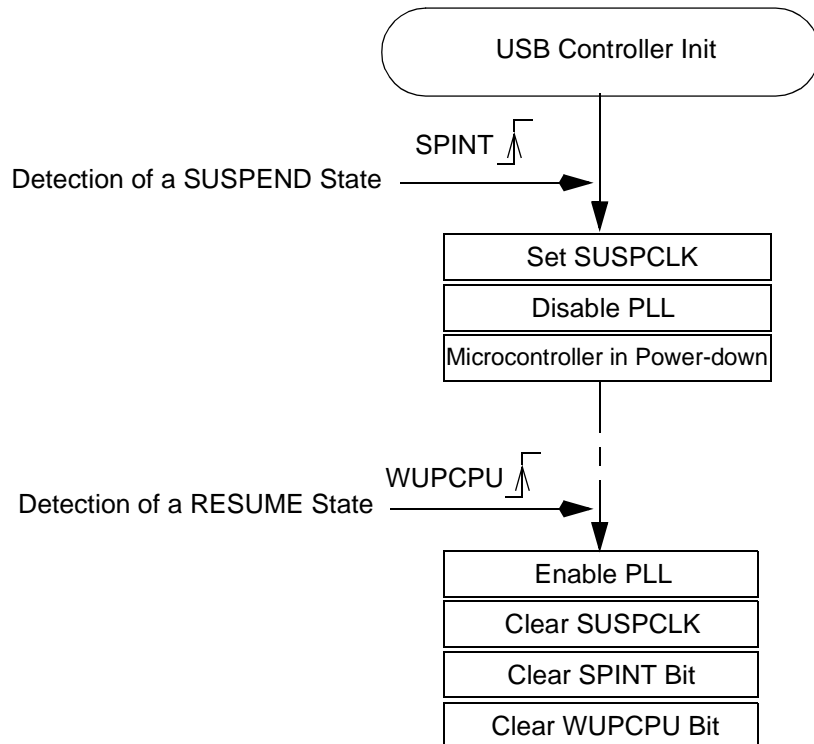 USB Controller Init
SPINT
Detection of a SUSPEND State
Set SUSPCLK
Disable PLL
Microcontroller in Power-down
WUPCPU
Detection of a RESUME State
Enable PLL
Clear SUSPCLK
Clear SPINT Bit
Clear WUPCPU Bit